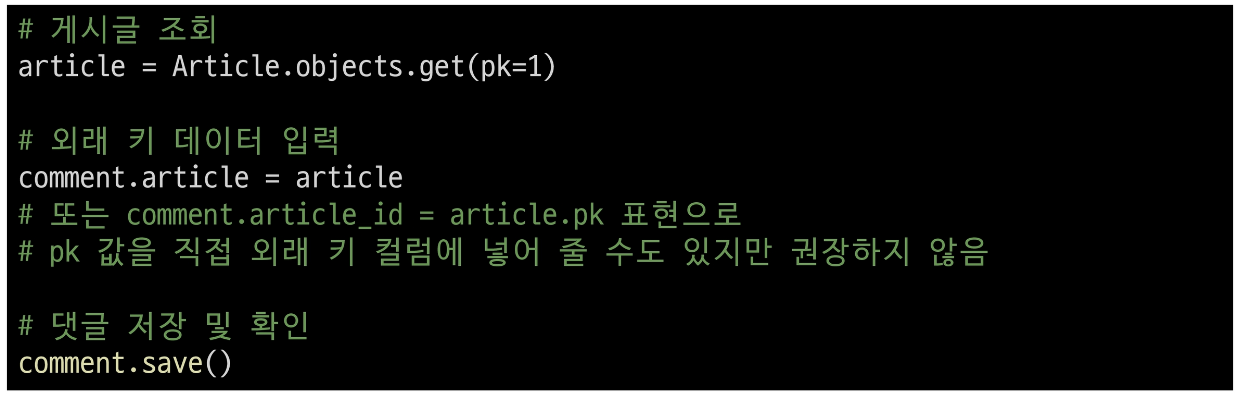 # 게시글 조회
article = Article.objects.get(pk=1)
# 외래 키 데이터 입력
comment.article = article
# 또는 comment.article_id = article.pk 표현으로
# pk 값을 직접 외래 키 컬럼에 넣어 줄 수도 있지만 권장하지 않음
# 댓글 저장 및 확인
comment.save()